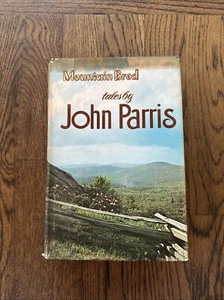 Mountain Bred
tales by
John Parris